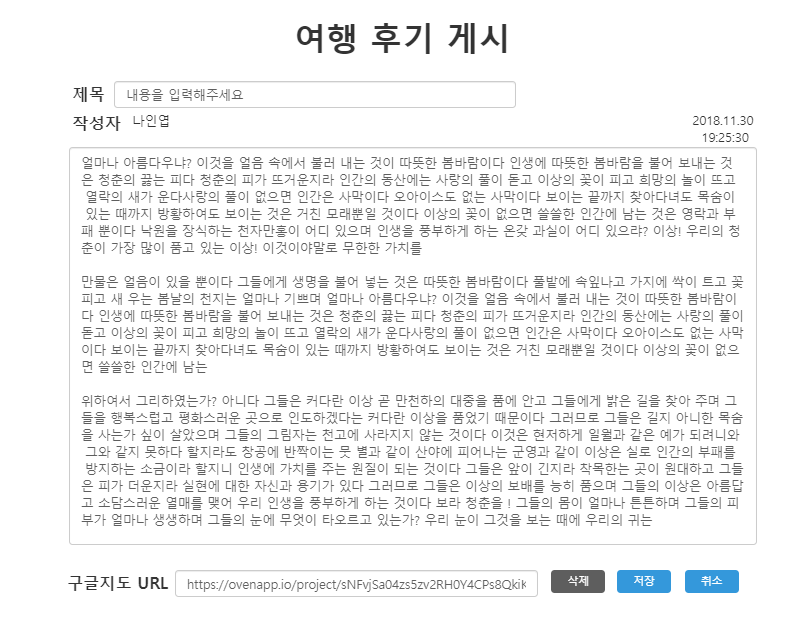 여행 후기 게시
제목 내용을 입력해주세요
작성자 나인엽 2018.11.30
19:25:30
얼마나 아름다우냐? 이것을 얼음 속에서 불러 내는 것이 따뜻한 봄바람이다 인생에 따뜻한 봄바람을 불어 보내는 것
은 청춘의 끓는 피다 청춘의 피가 뜨거운지라 인간의 동산에는 사랑의 풀이 돋고 이상의 꽃이 피고 희망의 놀이 뜨고
열락의 새가 운다사랑의 풀이 없으면 인간은 사막이다 오아이스도 없는 사막이다 보이는 끝까지 찾아다녀도 목숨이
있는 때까지 방황하여도 보이는 것은 거친 모래뿐일 것이다 이상의 꽃이 없으면 쓸쓸한 인간에 남는 것은 영락과 부
패 뿐이다 낙원을 장식하는 천자만홍이 어디 있으며 인생을 풍부하게 하는 온갖 과실이 어디 있으랴? 이상! 우리의 청
춘이 가장 많이 품고 있는 이상! 이것이야말로 무한한 가치를
만물은 얼음이 있을 뿐이다 그들에게 생명을 불어 넣는 것은 따뜻한 봄바람이다 풀밭에 속잎나고 가지에 싹이 트고 꽃
피고 새 우는 봄날의 천지는 얼마나 기쁘며 얼마나 아름다우냐? 이것을 얼음 속에서 불러 내는 것이 따뜻한 봄바람이
다 인생에 따뜻한 봄바람을 불어 보내는 것은 청춘의 끓는 피다 청춘의 피가 뜨거운지라 인간의 동산에는 사랑의 풀이
돋고 이상의 꽃이 피고 희망의 놀이 뜨고 열락의 새가 운다사랑의 풀이 없으면 인간은 사막이다 오아이스도 없는 사막
이다 보이는 끝까지 찾아다녀도 목숨이 있는 때까지 방황하여도 보이는 것은 거친 모래뿐일 것이다 이상의 꽃이 없으
면 쓸쓸한 인간에 남는
위하여서 그리하였는가? 아니다 그들은 커다란 이상 곧 만천하의 대중을 품에 안고 그들에게 밝은 길을 찾아 주며 그
들을 행복스럽고 평화스러운 곳으로 인도하겠다는 커다란 이상을 품었기 때문이다 그러므로 그들은 길지 아니한 목숨
을 사는가 싶이 살았으며 그들의 그림자는 천고에 사라지지 않는 것이다 이것은 현저하게 일월과 같은 예가 되려니와
그와 같지 못하다 할지라도 창공에 반짝이는 뭇 별과 같이 산야에 피어나는 군영과 같이 이상은 실로 인간의 부패를
방지하는 소금이라 할지니 인생에 가치를 주는 원질이 되는 것이다 그들은 앞이 긴지라 착목한는 곳이 원대하고 그들
은 피가 더운지라 실현에 대한 자신과 용기가 있다 그러므로 그들은 이상의 보배를 능히 품으며 그들의 이상은 아름답
고 소담스러운 열매를 맺어 우리 인생을 풍부하게 하는 것이다 보라 청춘을 ! 그들의 몸이 얼마나 튼튼하며 그들의 피
부가 얼마나 생생하며 그들의 눈에 무엇이 타오르고 있는가? 우리 눈이 그것을 보는 때에 우리의 귀는
구글지도 URL https://ovenapp.io/project/sNFvjSa04zs5zv2RH0Y4CPs8QkiK 삭제 저장 취소